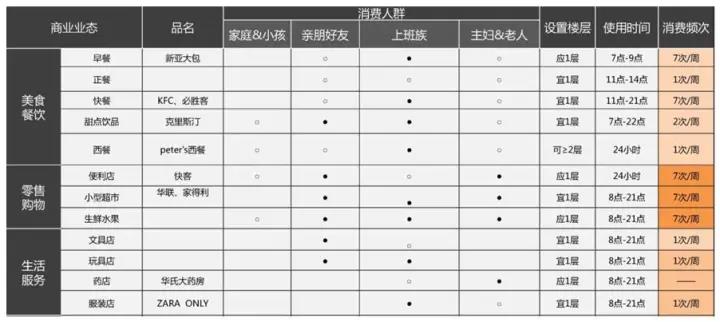 商业业态 品名 消费人群 设置楼层 使用时间 消费频次
家庭&小孩 亲朋好友 上班族 主妇&老人
美食餐饮
早餐 新亚大包 ○ ● ○ 应1层 7点-9点 7次/周
正餐 ○ ○ ○ 宜1层 11点-14点 1次/周
快餐 KFC、必胜客 ○ ● ○ 宜1层 11点-21点 7次/周
甜点饮品 克里斯汀 ○ ● ● ○ 宜1层 7点-22点 2次/周
西餐 peter's西餐 ○ ○ ● ○ 可≥2层 24小时 1次/周
零售购物
便利店 快客 ○ ● ○ ● 应1层 24小时 7次/周
小型超市 华联、家得利 ● ● ● 宜1层 8点-21点 7次/周
生鲜水果 ○ ● ● ● 应1层 8点-21点 7次/周
生活服务
文具店 ● ○ 宜1层 8点-21点 1次/周
玩具店 ● ● 宜1层 8点-21点 1次/周
药店 华氏大药房 ○ ● 应1层 8点-21点 ——
服装店 ZARA ONLY ● ○ 宜1层 8点-21点 1次/周